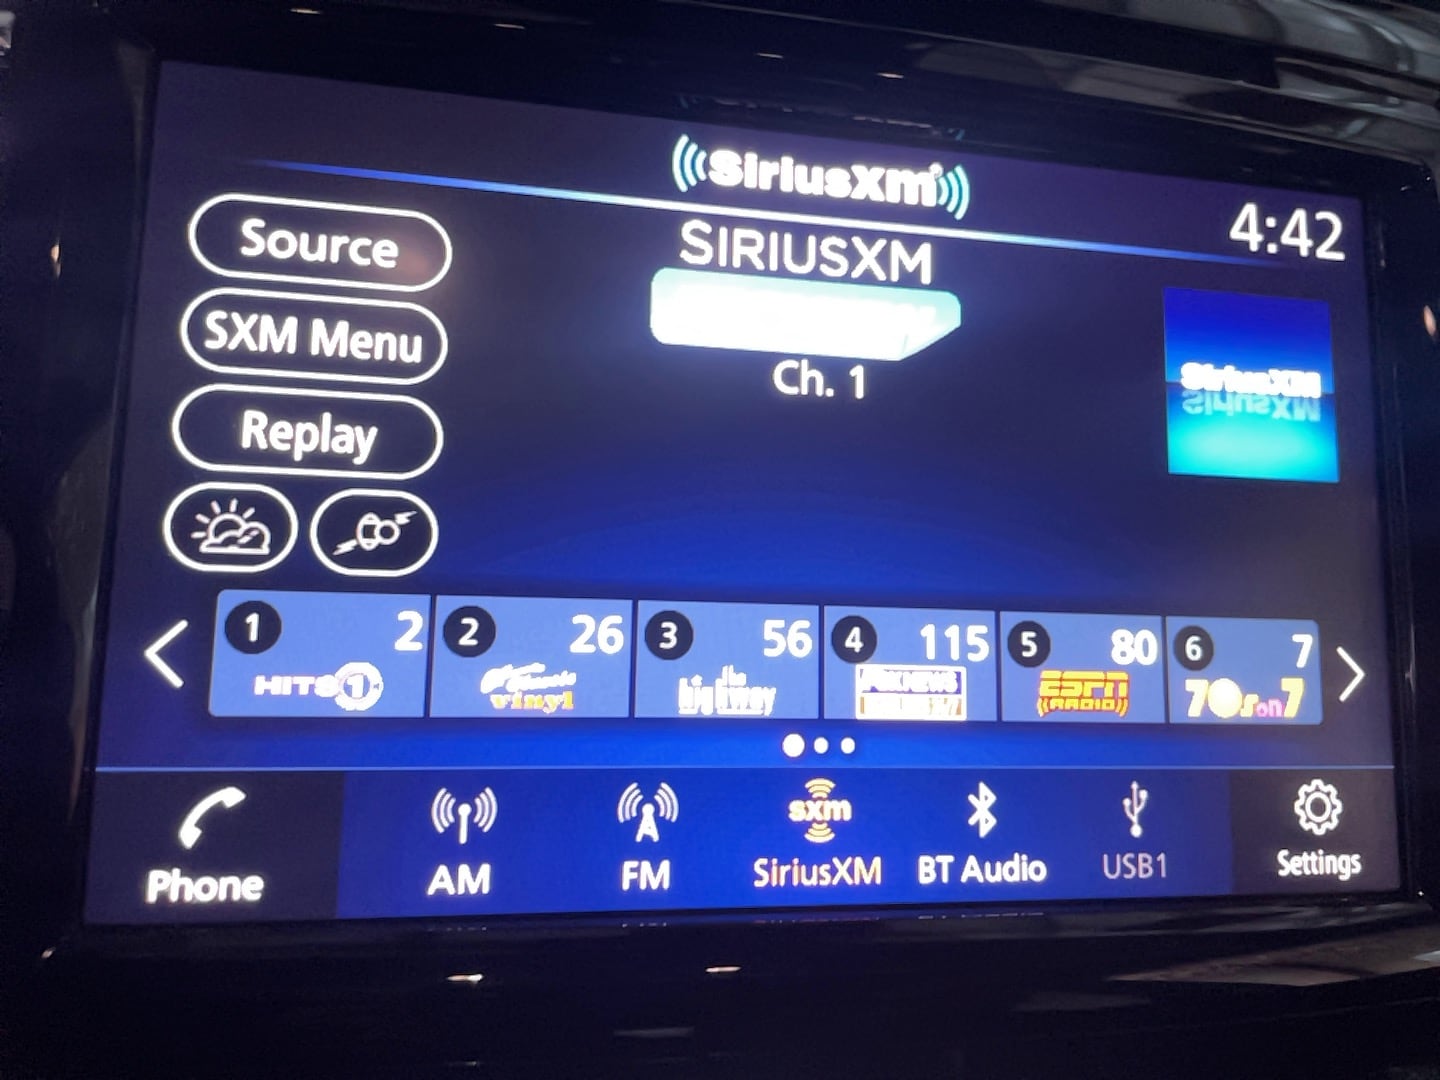 SiriusXM
4:42
Source
SIRIUSXM
SXM Menu
Ch. 1
SiriusXM
Replay
1 2
HITS 1
2 26
vinyl
3 56
the
highway
4 115
FOX NEWS
5 80
ESPN
RADIO
6 7
70s on 7
Phone
AM
FM
sxm
SiriusXM
BT Audio
USB1
Settings